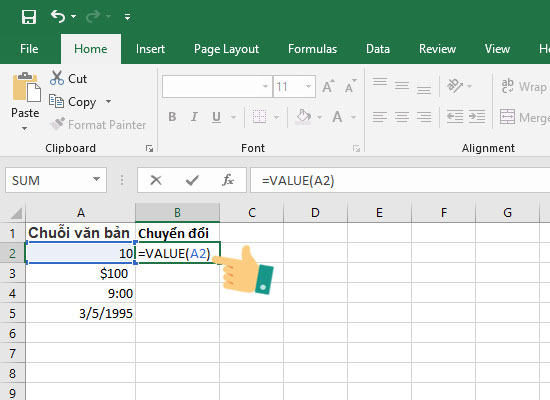 File Home Insert Page Layout Formulas Data Review View He
Cut
Copy
Format Painter
Paste
11
Wrap
Merge
Clipboard Font Alignment
SUM =VALUE(A2)
A B C D E F G
1 Chuỗi văn bản Chuyển đổi
2 10 =VALUE(A2)
3 $100
4 9:00
5 3/5/1995
6
7
8
9